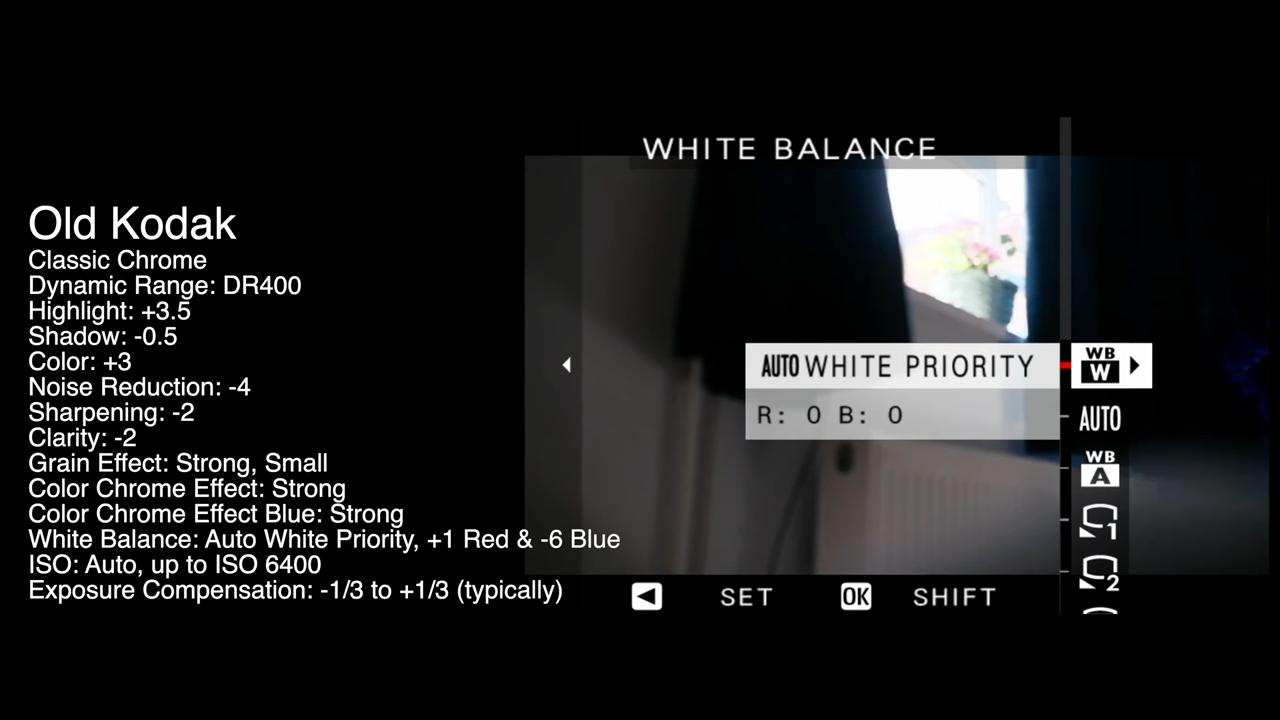 Old Kodak
Classic Chrome
Dynamic Range: DR400
Highlight: +3.5
Shadow: -0.5
Color: +3
Noise Reduction: -4
Sharpening: -2
Clarity: -2
Grain Effect: Strong, Small
Color Chrome Effect: Strong
Color Chrome Effect Blue: Strong
White Balance: Auto White Priority, +1 Red & -6 Blue
ISO: Auto, up to ISO 6400
Exposure Compensation: -1/3 to +1/3 (typically)
WHITE BALANCE
AUTO WHITE PRIORITY
R: 0 B: 0
WB
W
AUTO
WB
A
1
2
SET OK SHIFT